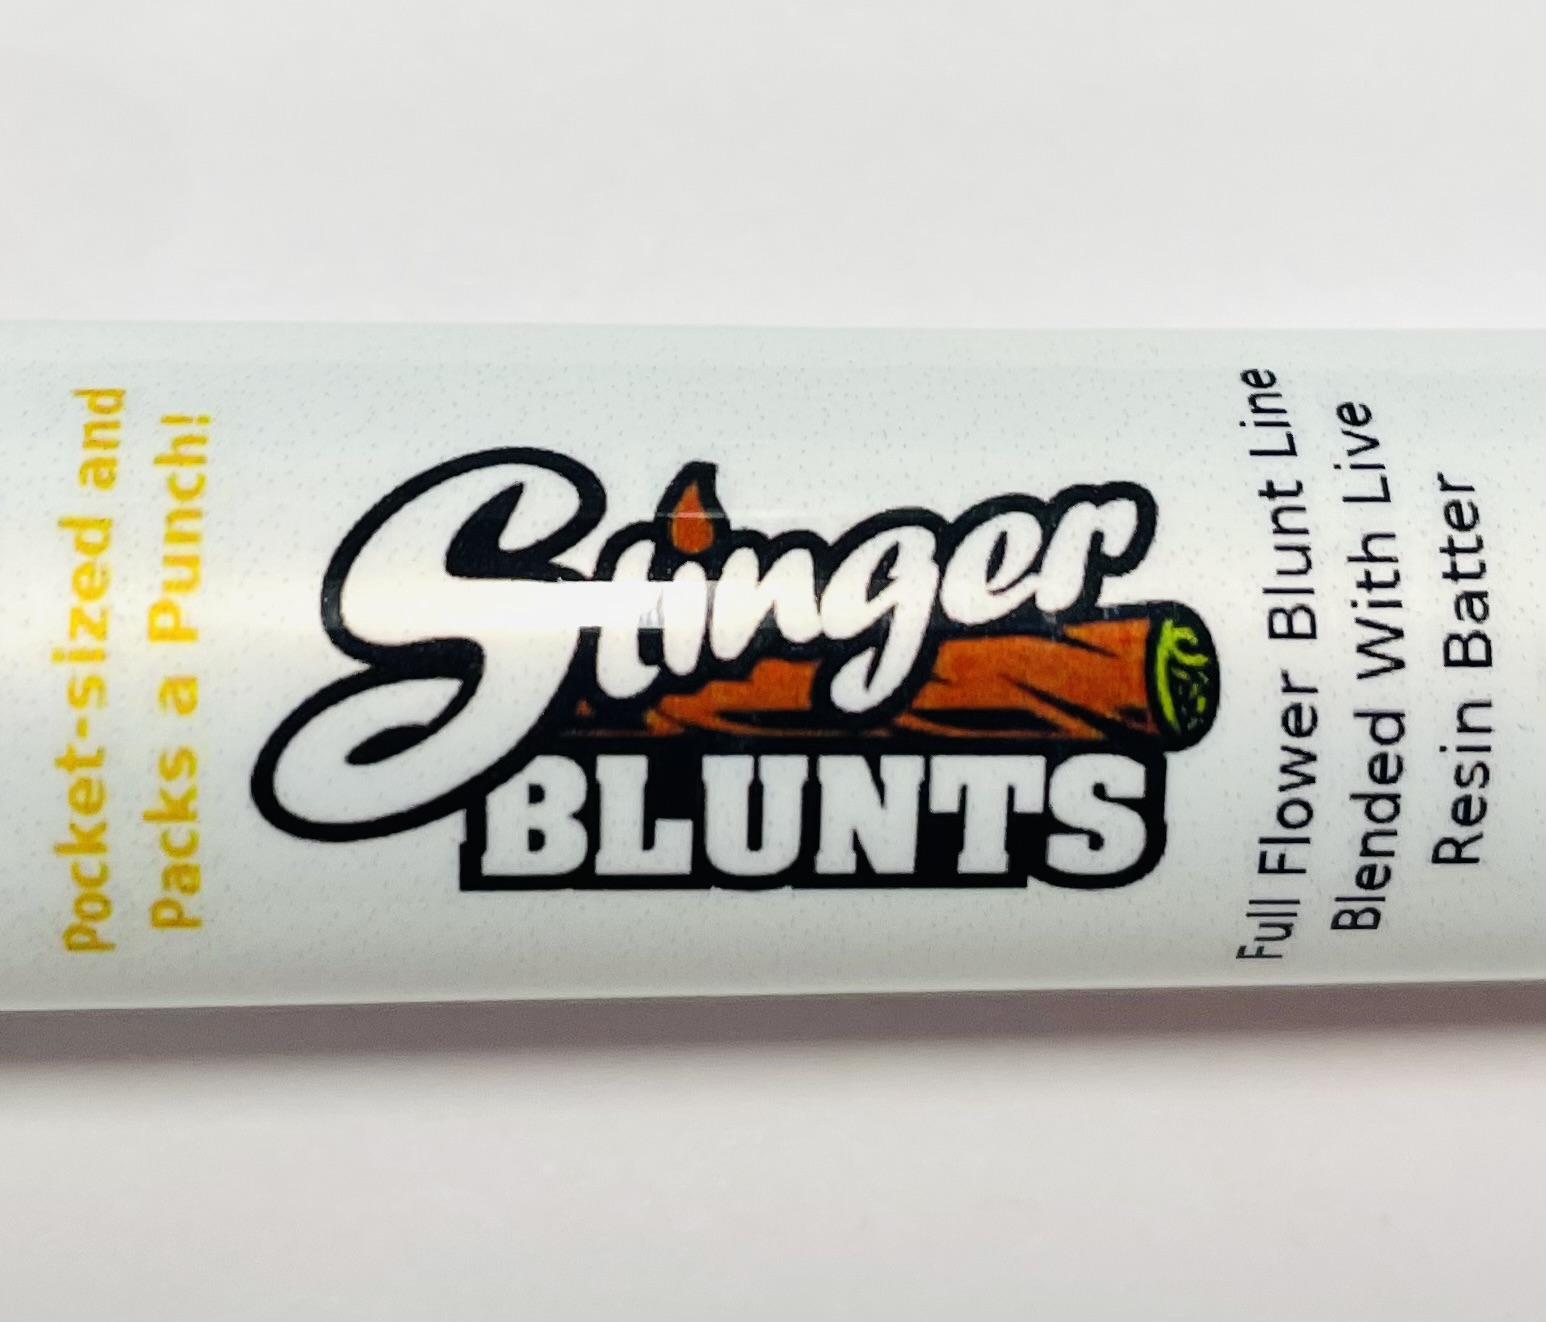 Pocket-sized and
Packs a Punch!
Stinger
BLUNTS
Full Flower Blunt Line
Blended With Live
Resin Batter